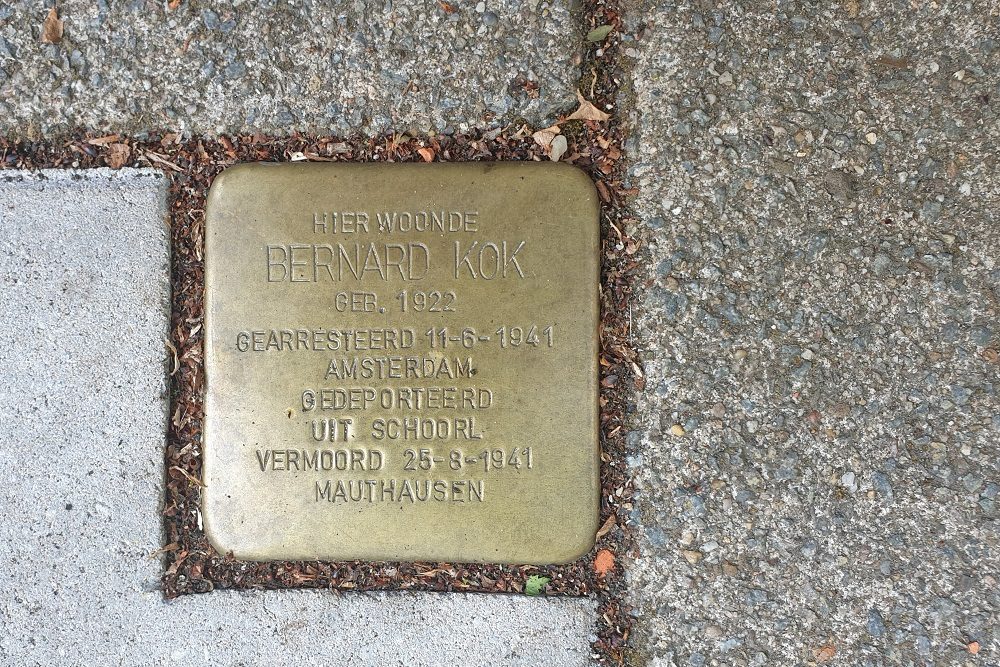 HIER WOONDE
BERNARD KOK
GEB. 1922
GEARRESTEERD 11-6-1941
AMSTERDAM
GEDEPORTEERD
UIT SCHOORL
VERMOORD 25-8-1941
MAUTHAUSEN